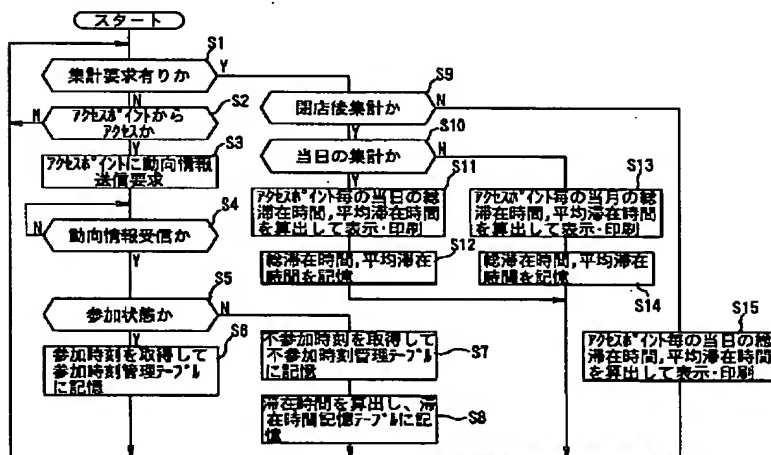 スタート
S1
集計要求有りか
Y
N
S2
アクセスポイントから
アクセスか
N
Y
S3
アクセスポイントに動向情報
送信要求
S4
動向情報受信か
N
Y
S5
参加状態か
N
Y
S6
参加時刻を取得して
参加時刻管理テーブル
に記憶
不参加時刻を取得して
不参加時刻管理テーブル
に記憶
S7
滞在時間を算出し、滞
在時間記憶テーブルに記
憶
S8
S9
閉店後集計か
N
Y
S10
当日の集計か
N
Y
S11
アクセスポイント毎の当日の総
滞在時間,平均滞在時間
を算出して表示・印刷
S12
総滞在時間,平均滞在
時間を記憶
S13
アクセスポイント毎の当月の総
滞在時間,平均滞在時間
を算出して表示・印刷
総滞在時間,平均滞在
時間を記憶
S14
S15
アクセスポイント毎の当日の総
滞在時間,平均滞在時間
を算出して表示・印刷